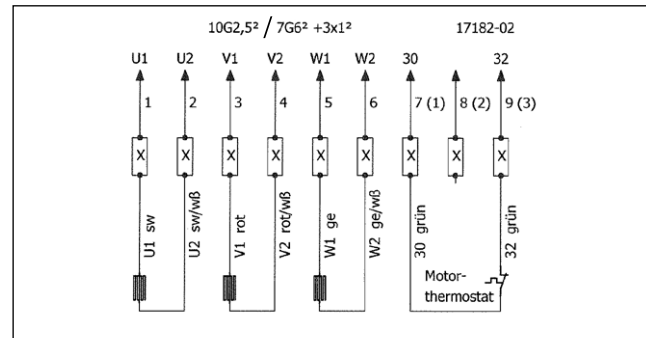 10G2,5² / 7G6² +3x1² 17182-02
U1 U2 V1 V2 W1 W2 30 32
1 2 3 4 5 6 7 (1) 8 (2) 9 (3)
X X X X X X X X X
U1 sw
U2 sw/wß
V1 rot
V2 rot/wß
W1 ge
W2 ge/wß
30 grün
32 grün
Motor-
thermostat